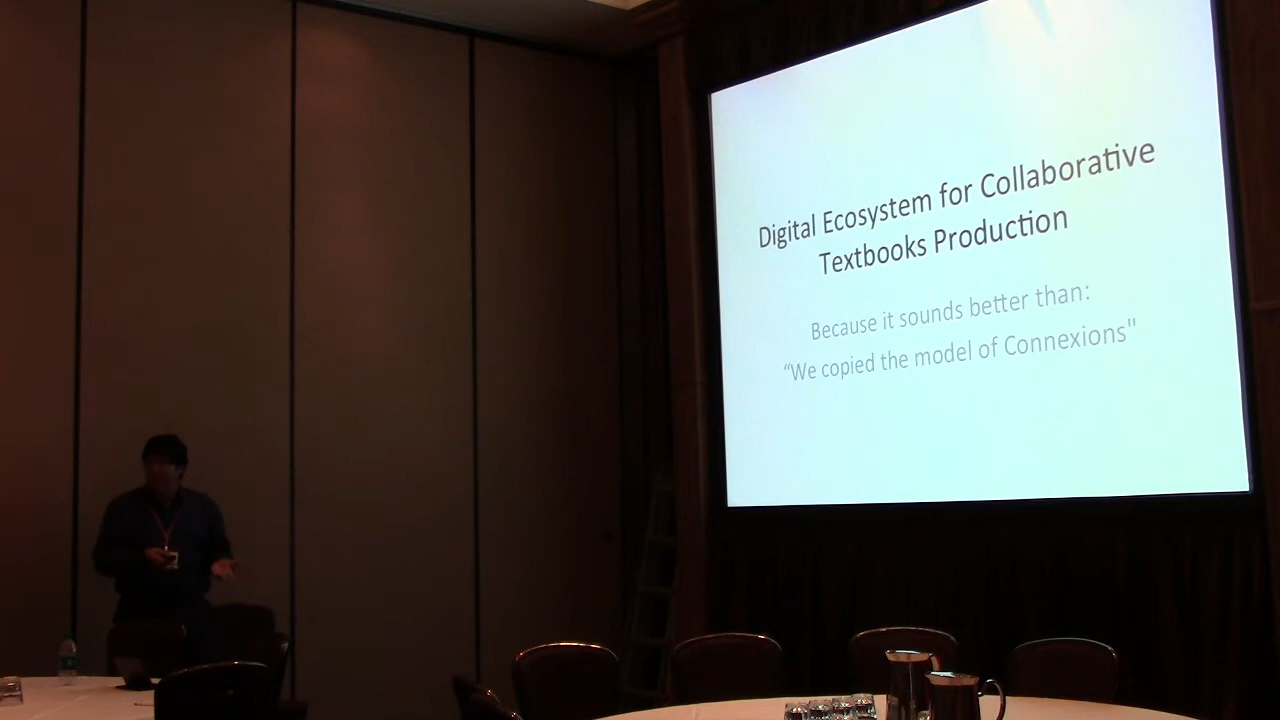 Digital Ecosystem for Collaborative
Textbooks Production
Because it sounds better than:
“We copied the model of Connexions"